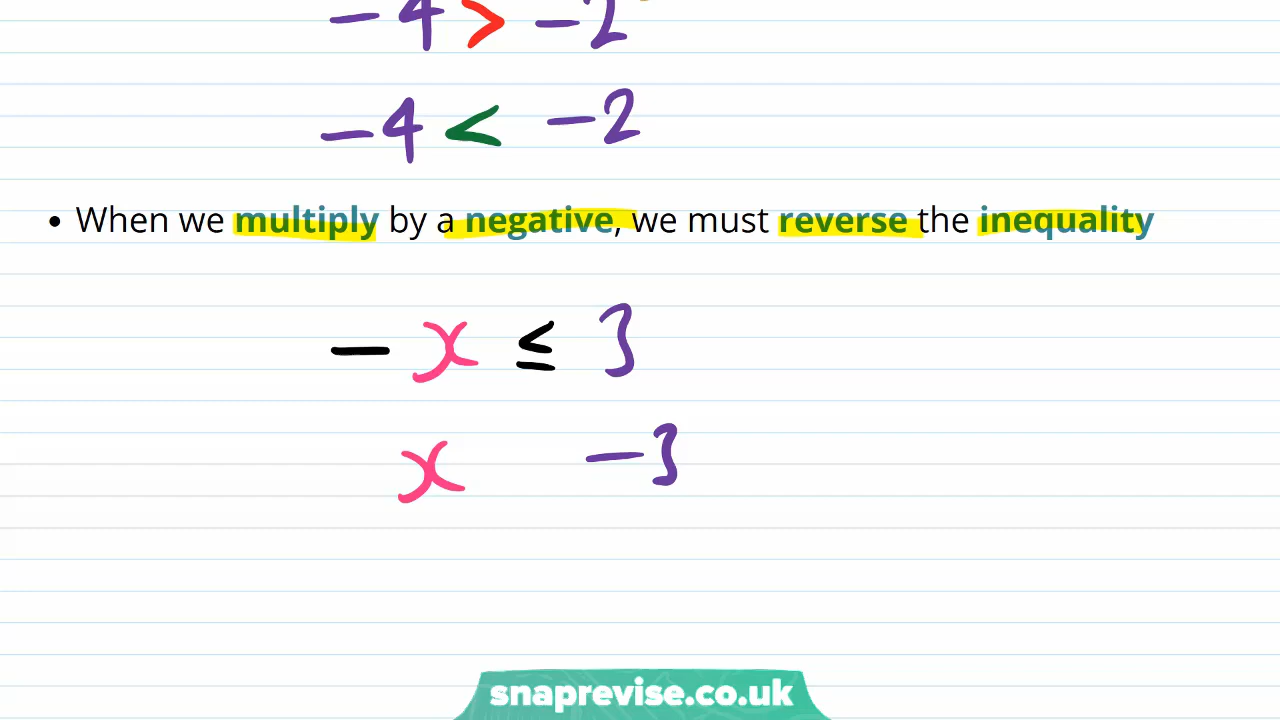 -4 > -2
-4 < -2
• When we multiply by a negative, we must reverse the inequality
- x ≤ 3
x -3
snaprevise.co.uk